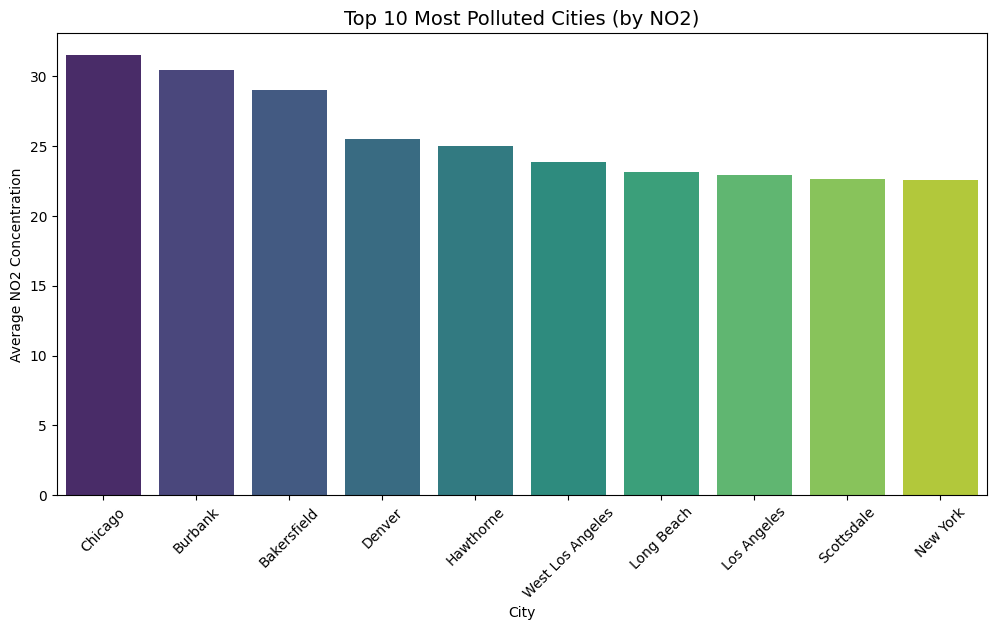 Top 10 Most Polluted Cities (by NO2)
Average NO2 Concentration
30
25
20
15
10
5
0
Chicago
Burbank
Bakersfield
Denver
Hawthorne
West Los Angeles
Long Beach
Los Angeles
Scottsdale
New York
City